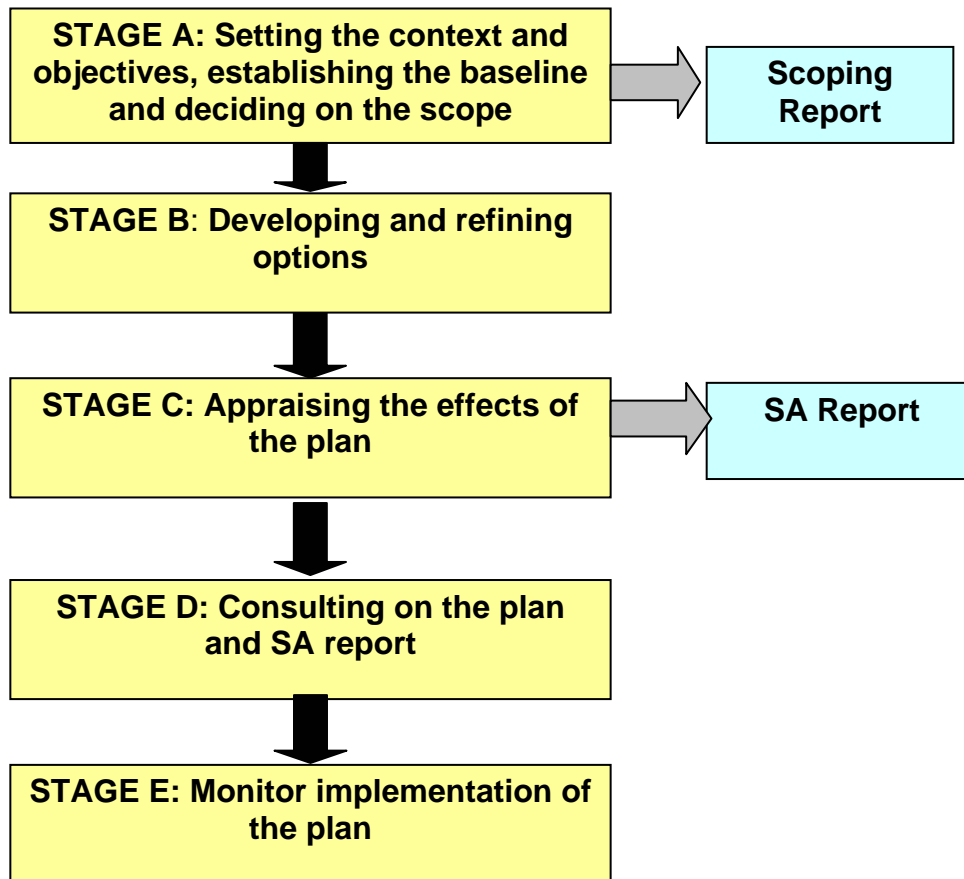 STAGE A: Setting the context and
objectives, establishing the baseline
and deciding on the scope
Scoping
Report
STAGE B: Developing and refining
options
STAGE C: Appraising the effects of
the plan
SA Report
STAGE D: Consulting on the plan
and SA report
STAGE E: Monitor implementation of
the plan